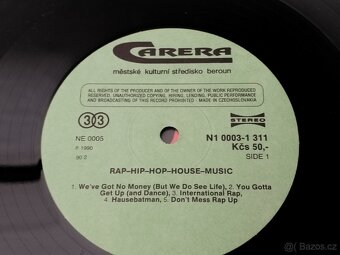 CARERA
městské kulturní středisko beroun
ALL RIGHTS OF THE PRODUCER AND OF THE OWNER OF THE WORK REPRODUCED
RESERVED. UNAUTHORIZED COPYING, HIRING, LENDING, PUBLIC PERFORMANCE
AND BROADCASTING OF THIS RECORD PROHIBITED - MADE IN CZECHOSLOVAKIA
33
STEREO
NE 0005
N1 0003-1 311
Kčs 50,-
℗ 1990
90 2
SIDE 1
RAP-HIP-HOP-HOUSE-MUSIC
1. We've Got No Money (But We Do See Life), 2. You Gotta
Get Up (and Dance), 3. International Rap,
4. Hausebatman, 5. Don't Mess Rap Up
bazoš.cz